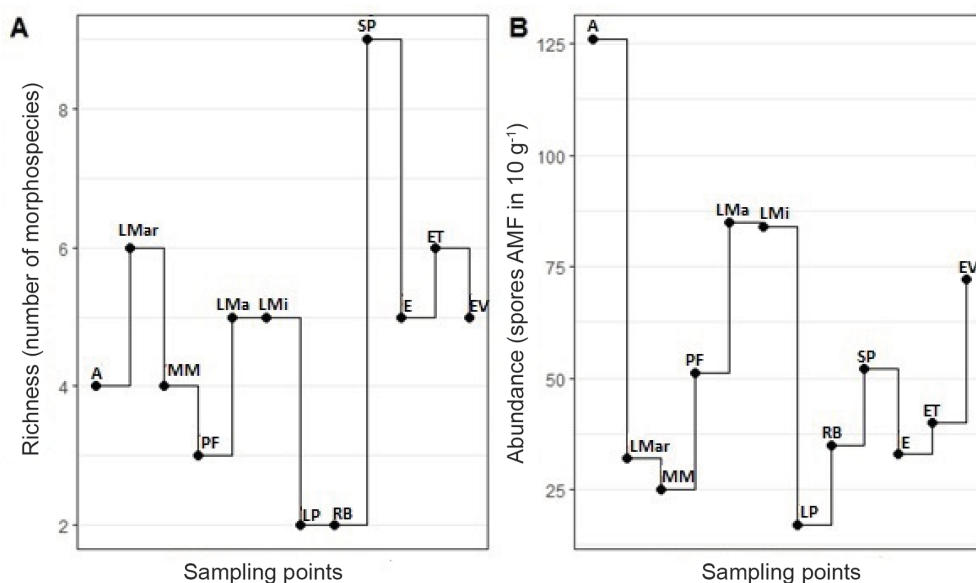 A
Richness (number of morphospecies)
8
6
4
2
A
LMar
MM
PF
LMa
LMi
LP
RB
SP
E
ET
EV
Sampling points
B
Abundance (spores AMF in 10 g⁻¹)
125
100
75
50
25
A
LMar
MM
PF
LMa
LMi
LP
RB
SP
E
ET
EV
Sampling points